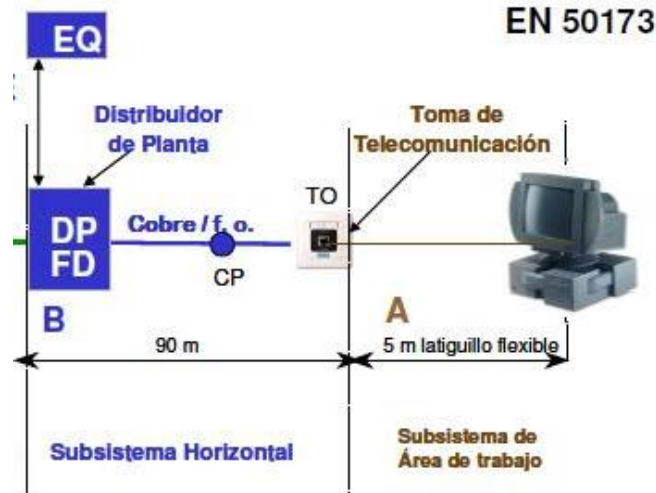 EN 50173
EQ
Distribuidor
de Planta
Toma de
Telecomunicación
TO
DP
FD
Cobre / f. o.
CP
B
A
90 m
5 m latiguillo flexible
Subsistema Horizontal
Subsistema de
Área de trabajo